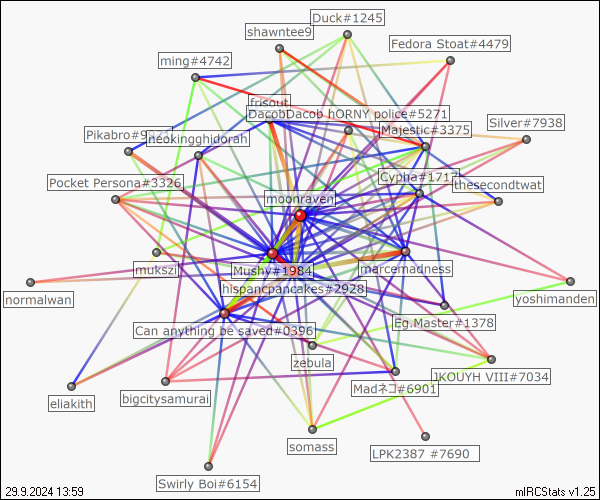 Duck#1245
shawntee9
Fedora Stoat#4479
ming#4742
frisout
DacobDacob hORNY police#5271
Silver#7938
Pikabro#9
Majestic#3375
neokingghidorah
Cypha#1717
Pocket Persona#3326
thesecondtwat
moonraven
mukszi
Mushy#1984
marcemadness
hispancpancakes#2928
normalwan
yoshimanden
Eg.Master#1378
Can anything be saved#0396
zebula
JKOUYH VIII#7034
Madネコ#6901
eliakith
bigcitysamurai
somass
LPK2387 #7690
Swirly Boi#6154
29.9.2024 13:59
mIRCStats v1.25